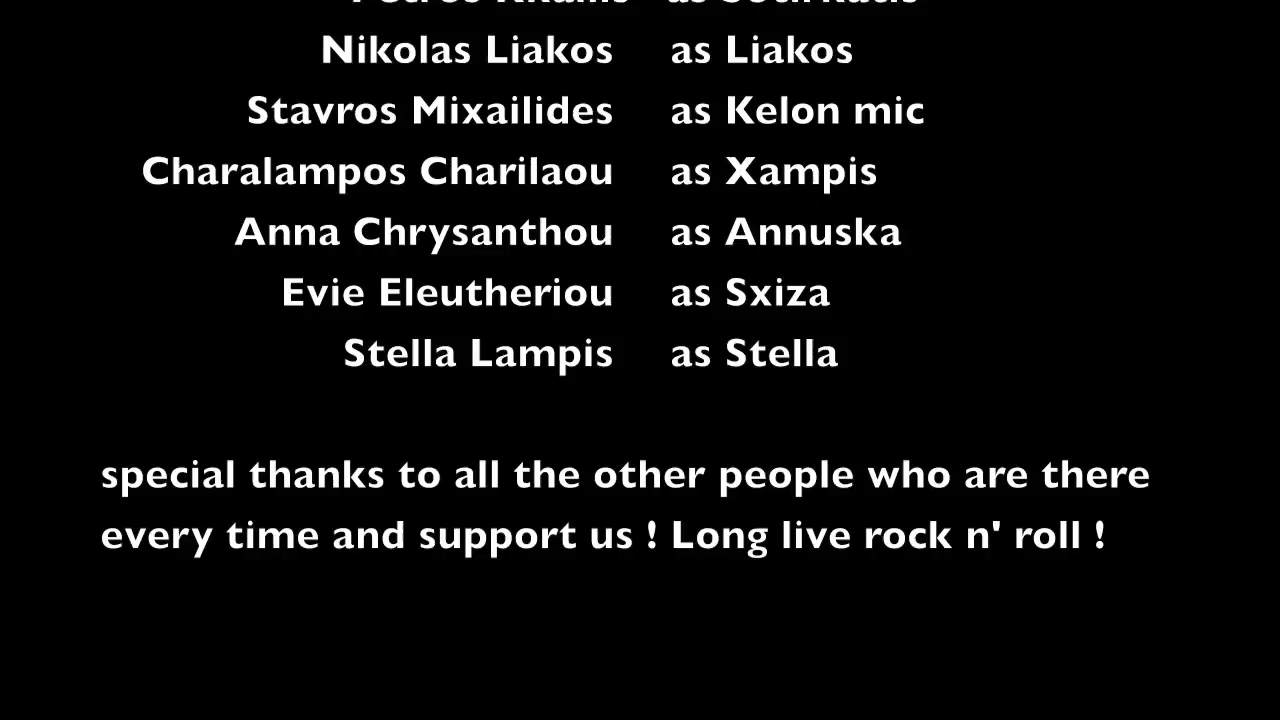 as
Nikolas Liakos as Liakos
Stavros Mixailides as Kelon mic
Charalampos Charilaou as Xampis
Anna Chrysanthou as Annuska
Evie Eleutheriou as Sxiza
Stella Lampis as Stella
special thanks to all the other people who are there
every time and support us ! Long live rock n' roll !